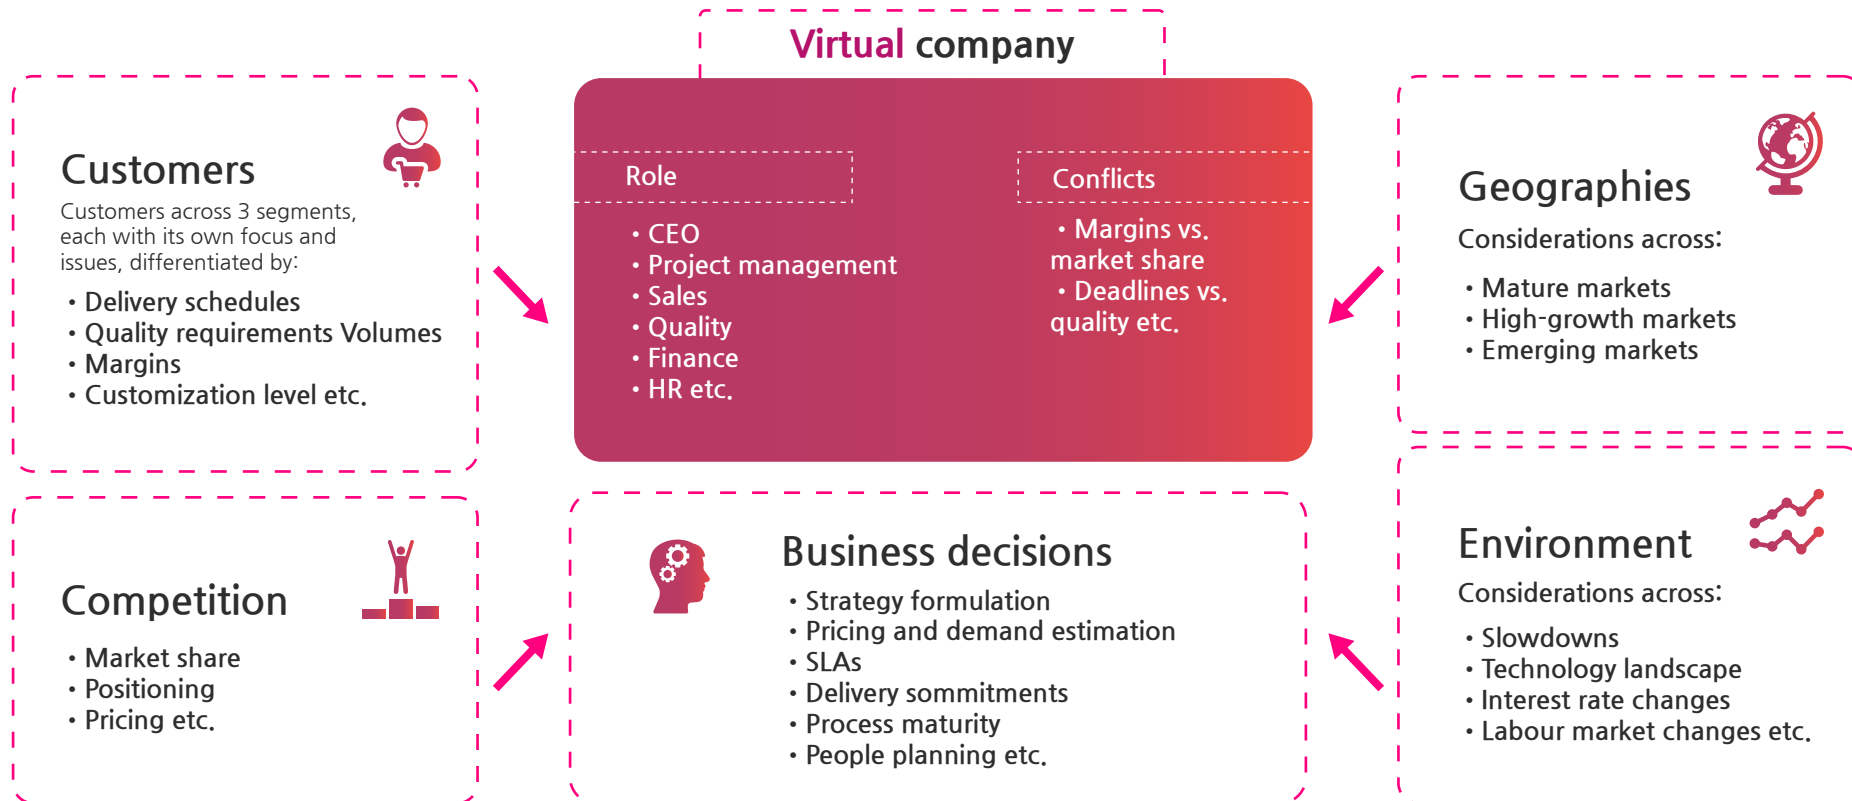 Virtual company
Customers
Customers across 3 segments,
each with its own focus and
issues, differentiated by:
• Delivery schedules
• Quality requirements Volumes
• Margins
• Customization level etc.
Role
• CEO
• Project management
• Sales
• Quality
• Finance
• HR etc.
Conflicts
• Margins vs.
market share
• Deadlines vs.
quality etc.
Geographies
Considerations across:
• Mature markets
• High-growth markets
• Emerging markets
Competition
• Market share
• Positioning
• Pricing etc.
Business decisions
• Strategy formulation
• Pricing and demand estimation
• SLAs
• Delivery sommitments
• Process maturity
• People planning etc.
Environment
Considerations across:
• Slowdowns
• Technology landscape
• Interest rate changes
• Labour market changes etc.